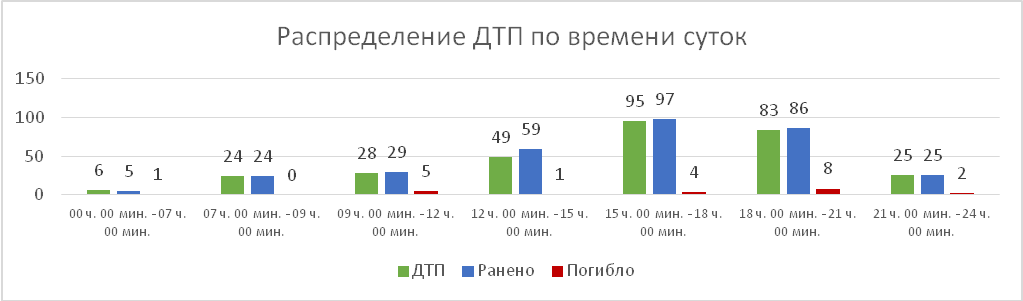 Распределение ДТП по времени суток
150
100
50
0
6 5 1
24 24 0
28 29 5
49 59 1
95 97 4
83 86 8
25 25 2
00 ч. 00 мин. -07 ч.
00 мин.
07 ч. 00 мин. -09 ч.
00 мин.
09 ч. 00 мин. -12 ч.
00 мин.
12 ч. 00 мин. -15 ч.
00 мин.
15 ч. 00 мин. -18 ч.
00 мин.
18 ч. 00 мин. -21 ч.
00 мин.
21 ч. 00 мин. -24 ч.
00 мин.
ДТП Ранено Погибло